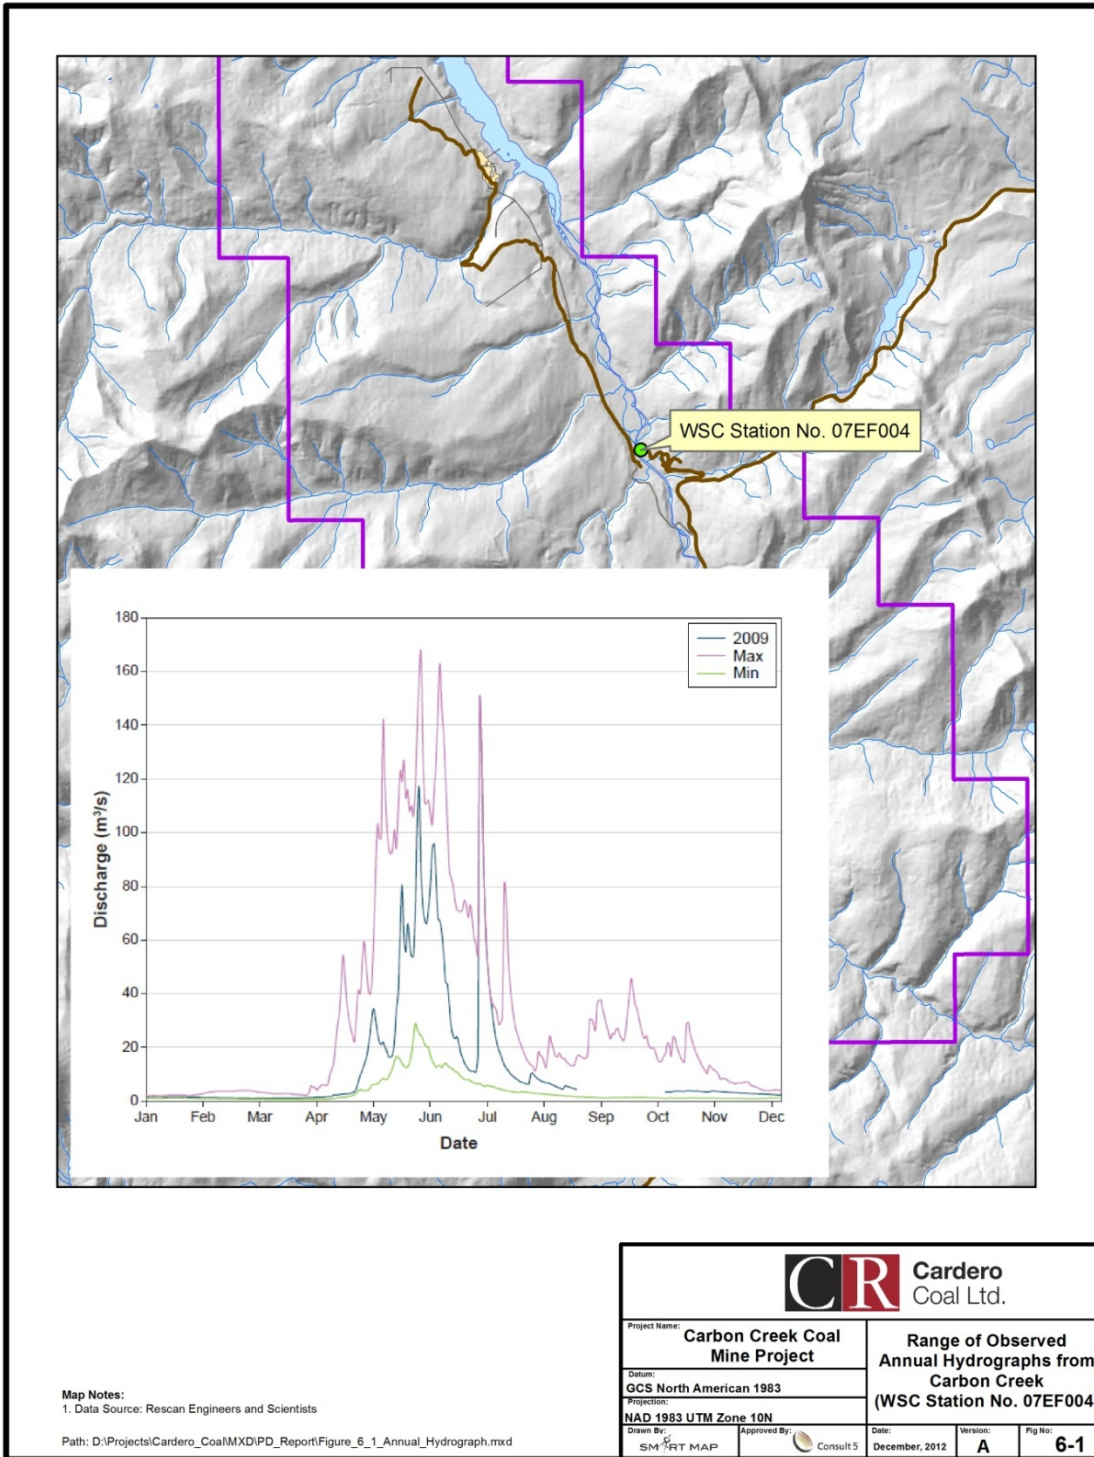 WSC Station No. 07EF004
180
160
140
120
100
80
60
40
20
0
Discharge (m³/s)
2009
Max
Min
Jan Feb Mar Apr May Jun Jul Aug Sep Oct Nov Dec
Date
CR
Cardero
Coal Ltd.
Project Name:
Carbon Creek Coal
Mine Project
Datum:
GCS North American 1983
Projection:
NAD 1983 UTM Zone 10N
Range of Observed
Annual Hydrographs from
Carbon Creek
(WSC Station No. 07EF004
Drawn By:
SMART MAP
Approved By:
Consult 5
Date:
December, 2012
Version:
A
Fig No:
6-1
Map Notes:
1. Data Source: Rescan Engineers and Scientists
Path: D:\Projects\Cardero_Coal\MXD\PD_Report\Figure_6_1_Annual_Hydrograph.mxd